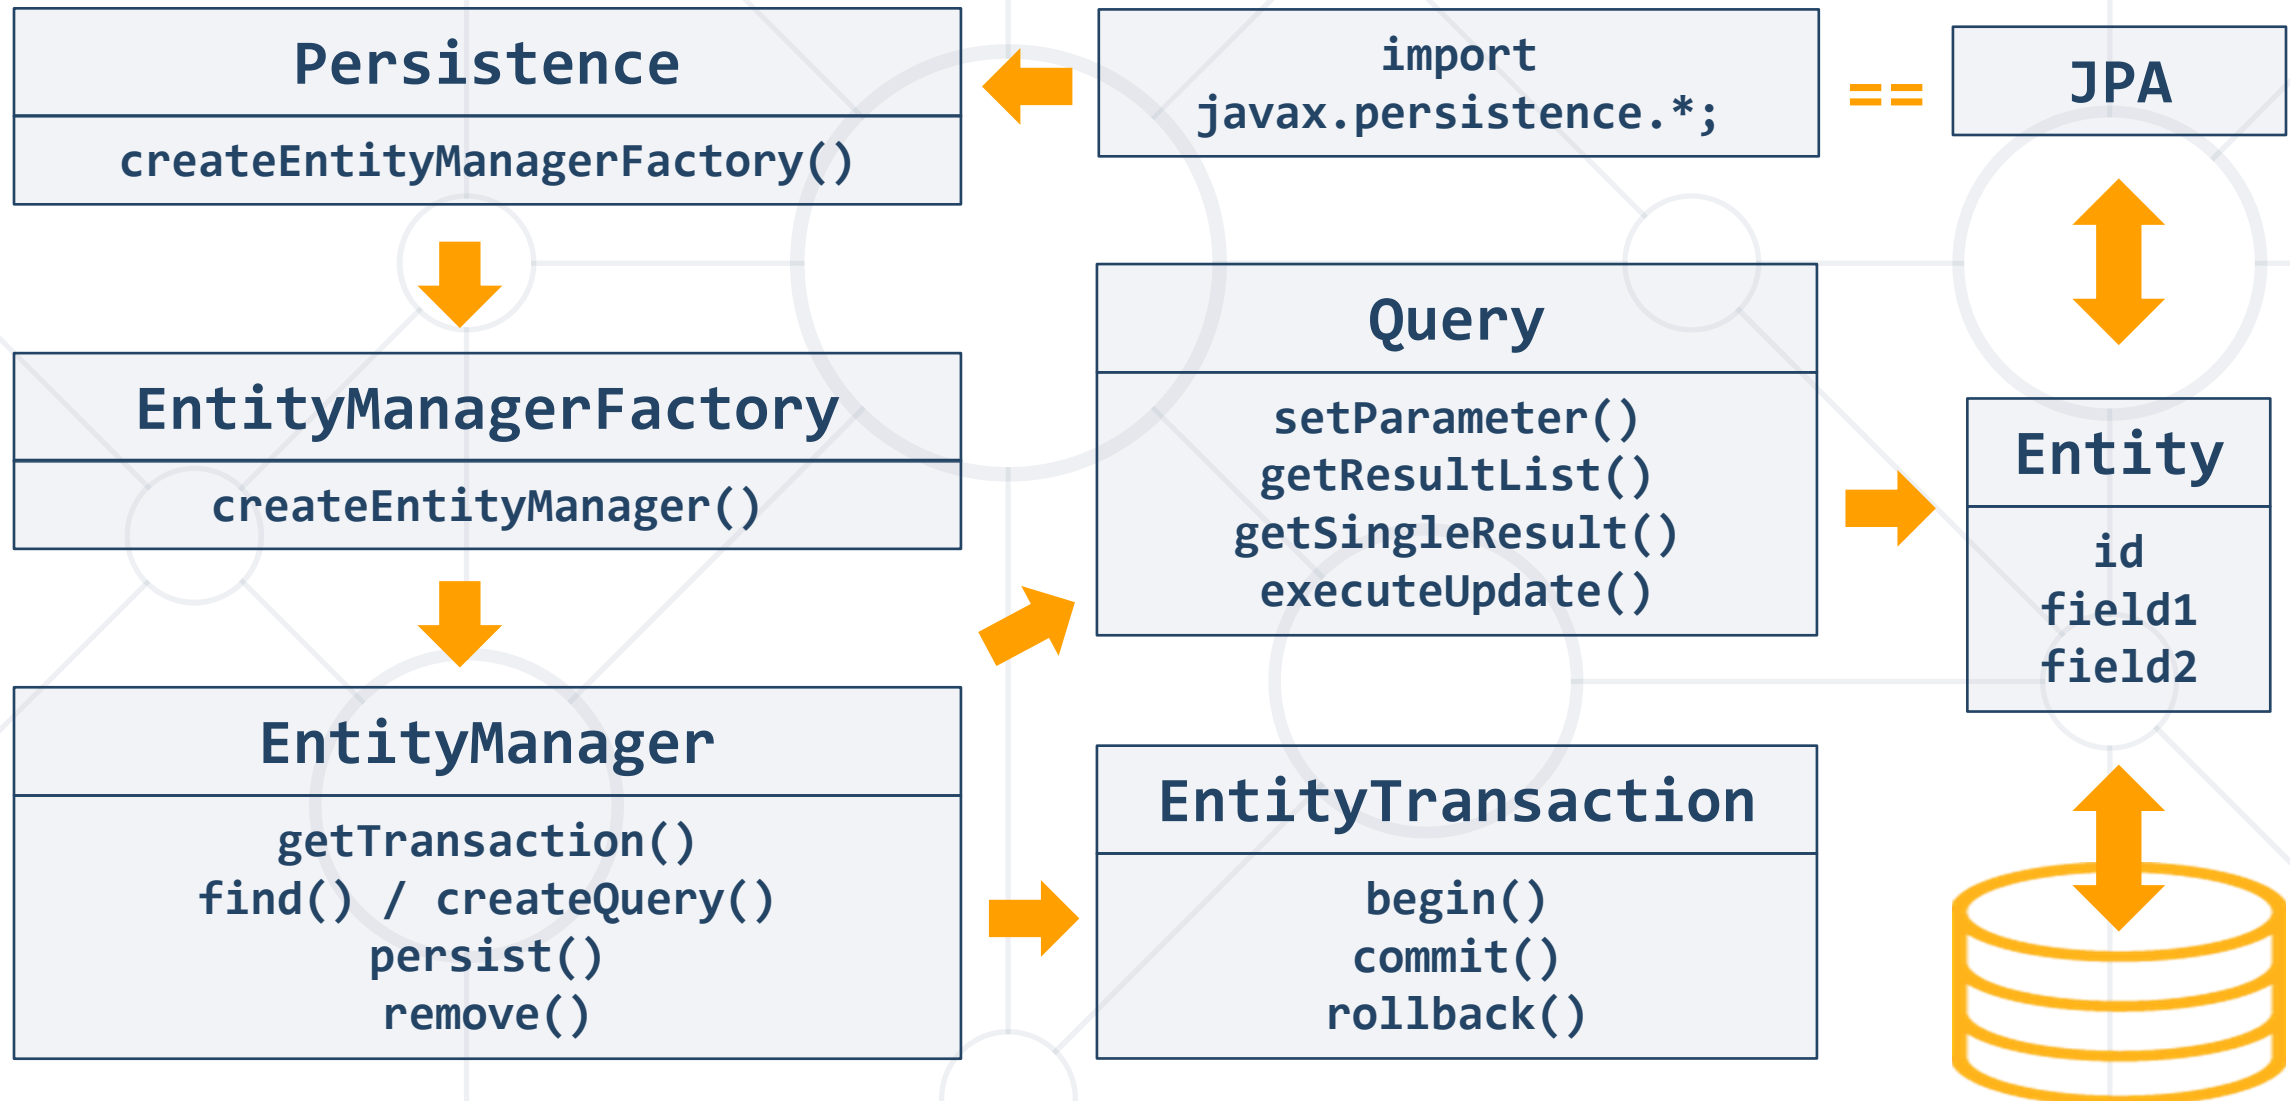 Persistence
createEntityManagerFactory()
import
javax.persistence.*;
==
JPA
EntityManagerFactory
createEntityManager()
Query
setParameter()
getResultList()
getSingleResult()
executeUpdate()
Entity
id
field1
field2
EntityManager
getTransaction()
find() / createQuery()
persist()
remove()
EntityTransaction
begin()
commit()
rollback()